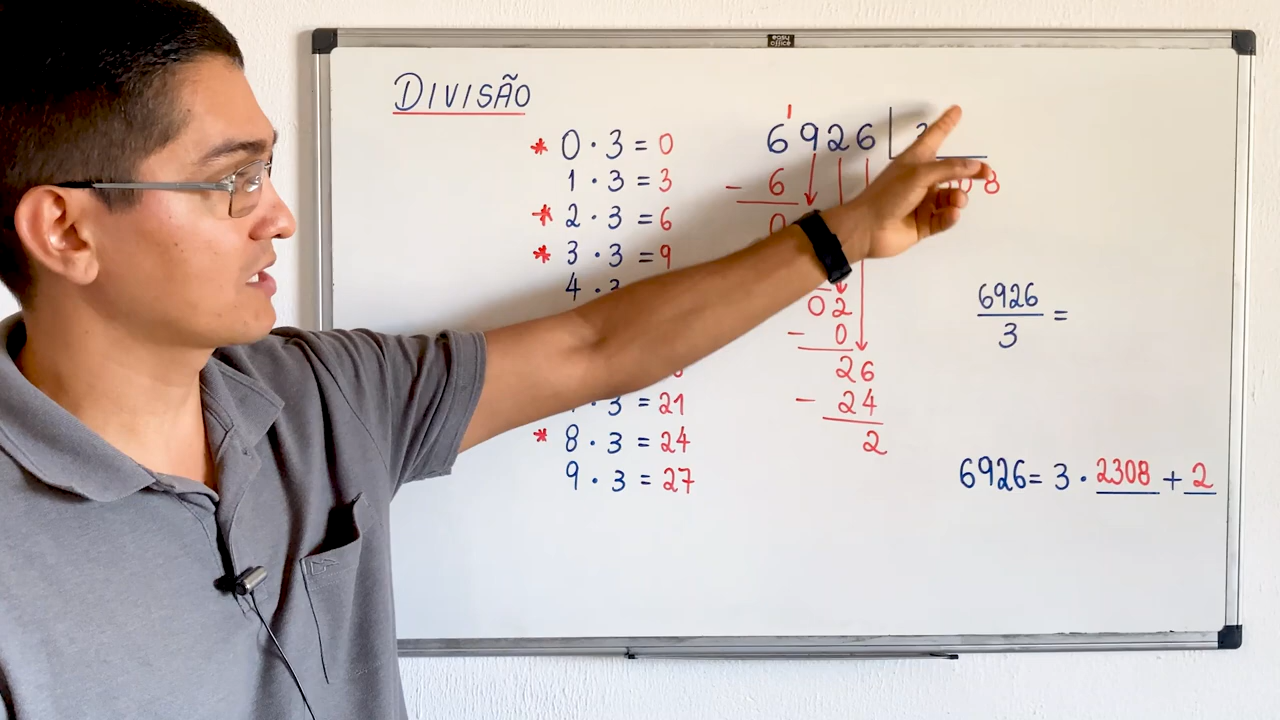 easy office
DIVISÃO
* 0 · 3 = 0
1 · 3 = 3
* 2 · 3 = 6
* 3 · 3 = 9
4 · 3
· 3 = 21
* 8 · 3 = 24
9 · 3 = 27
6926
- 6
0
02
- 0
26
- 24
2
08
6926
3
=
6926 = 3 · 2308 + 2